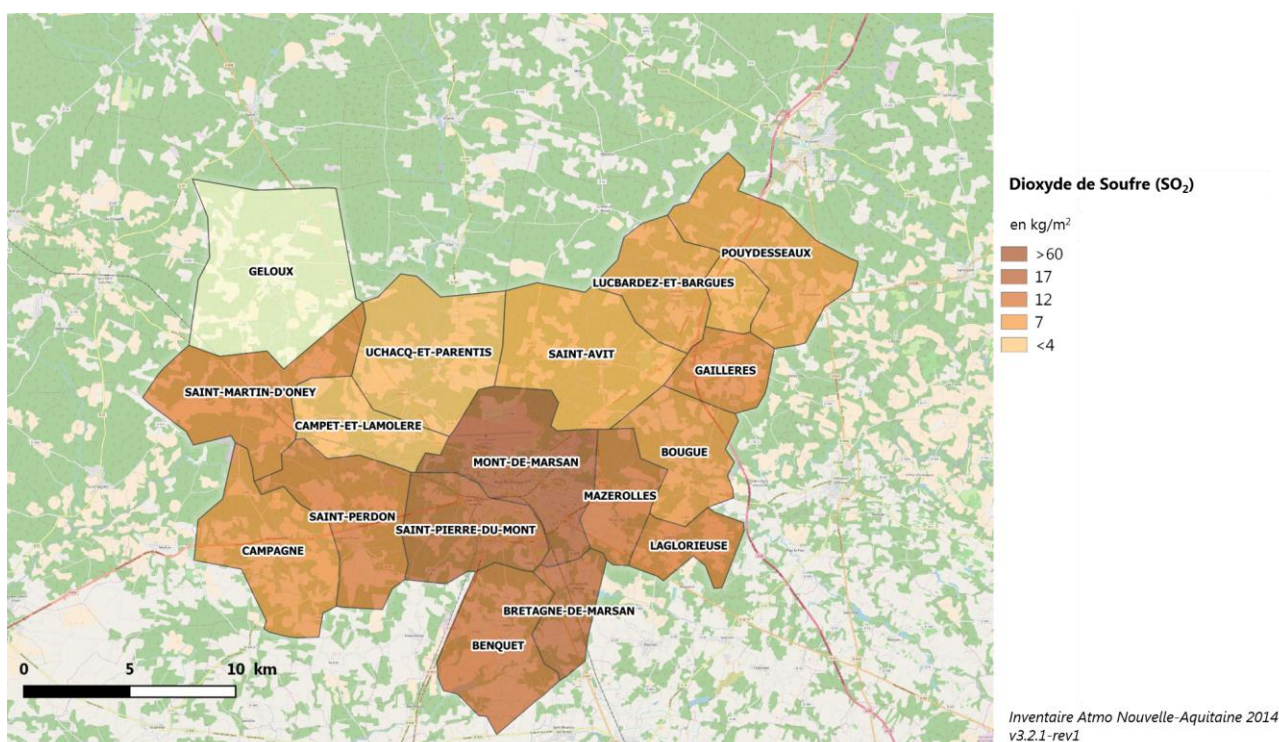 GELOUX
POUYDESSEAUX
LUCBARDEZ-ET-BARGUES
UCHACQ-ET-PARENTIS
SAINT-AVIT
GAILLERES
SAINT-MARTIN-D'ONEY
CAMPET-ET-LAMOLERE
BOUGUE
MONT-DE-MARSAN
MAZEROLLES
SAINT-PERDON
SAINT-PIERRE-DU-MONT
LAGLORIEUSE
CAMPAGNE
BRETAGNE-DE-MARSAN
BENQUET
0 5 10 km
Dioxyde de Soufre (SO₂)
en kg/m²
>60
17
12
7
<4
Inventaire Atmo Nouvelle-Aquitaine 2014
v3.2.1-rev1